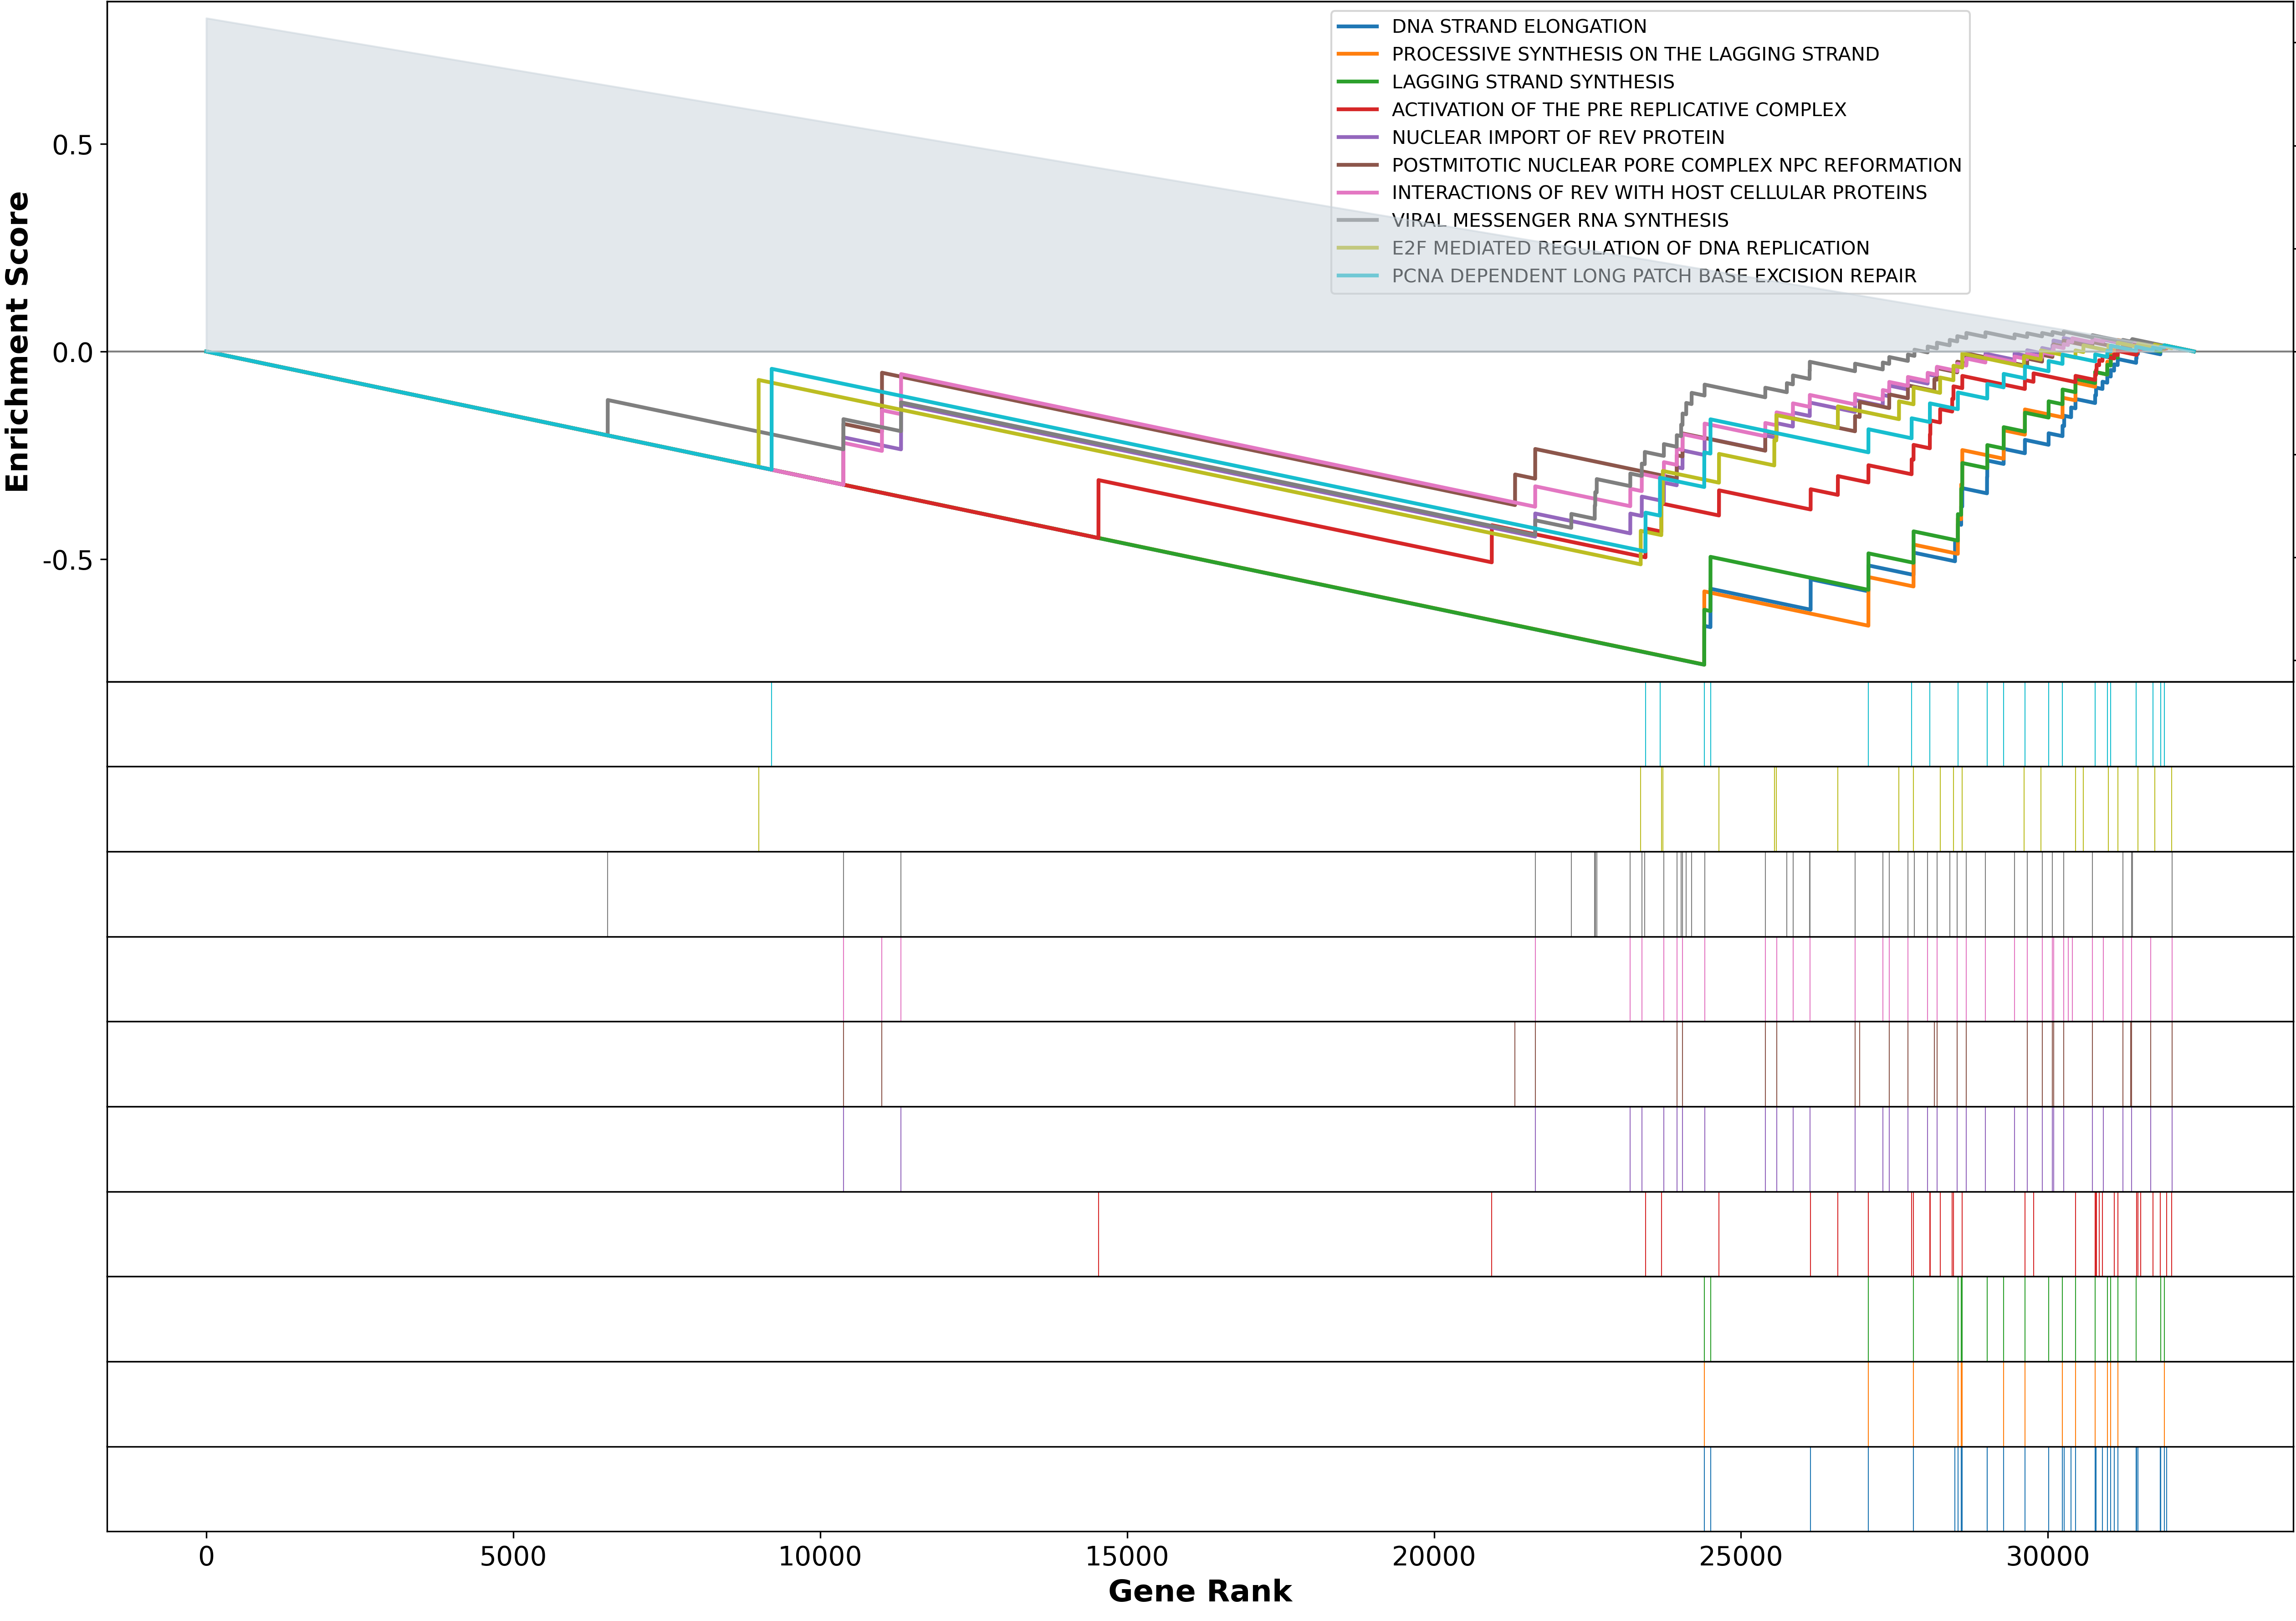 DNA STRAND ELONGATION
PROCESSIVE SYNTHESIS ON THE LAGGING STRAND
LAGGING STRAND SYNTHESIS
ACTIVATION OF THE PRE REPLICATIVE COMPLEX
NUCLEAR IMPORT OF REV PROTEIN
POSTMITOTIC NUCLEAR PORE COMPLEX NPC REFORMATION
INTERACTIONS OF REV WITH HOST CELLULAR PROTEINS
VIRAL MESSENGER RNA SYNTHESIS
E2F MEDIATED REGULATION OF DNA REPLICATION
PCNA DEPENDENT LONG PATCH BASE EXCISION REPAIR
Enrichment Score
0.5
0.0
-0.5
0 5000 10000 15000 20000 25000 30000
Gene Rank